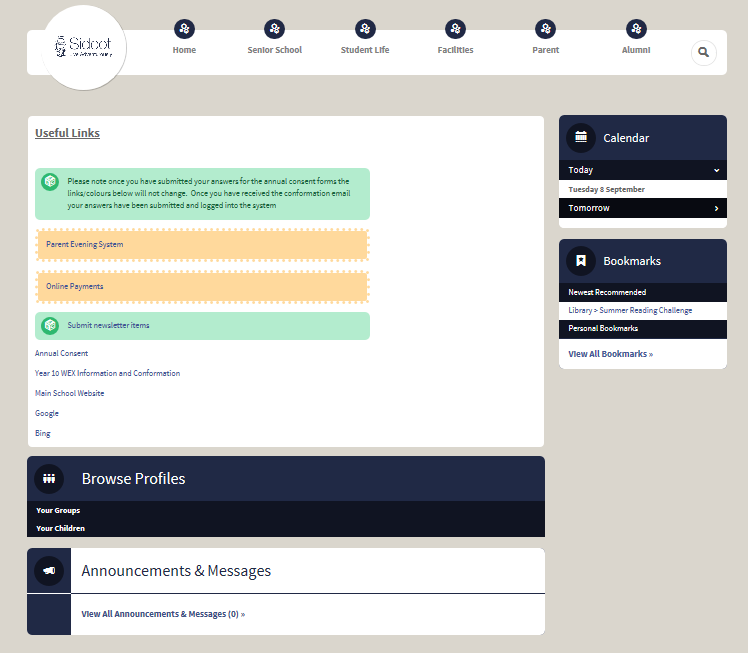 Sidcot
Live Adventurously
Home
Senior School
Student Life
Facilities
Parent
Alumni
Useful Links
Please note once you have submitted your answers for the annual consent forms the
links/colours below will not change. Once you have received the conformation email
your answers have been submitted and logged into the system
Parent Evening System
Online Payments
Submit newsletter items
Annual Consent
Year 10 WEX Information and Conformation
Main School Website
Google
Bing
Browse Profiles
Your Groups
Your Children
Announcements & Messages
View All Announcements & Messages (0) »
Calendar
Today
Tuesday 8 September
Tomorrow
Bookmarks
Newest Recommended
Library > Summer Reading Challenge
Personal Bookmarks
View All Bookmarks »